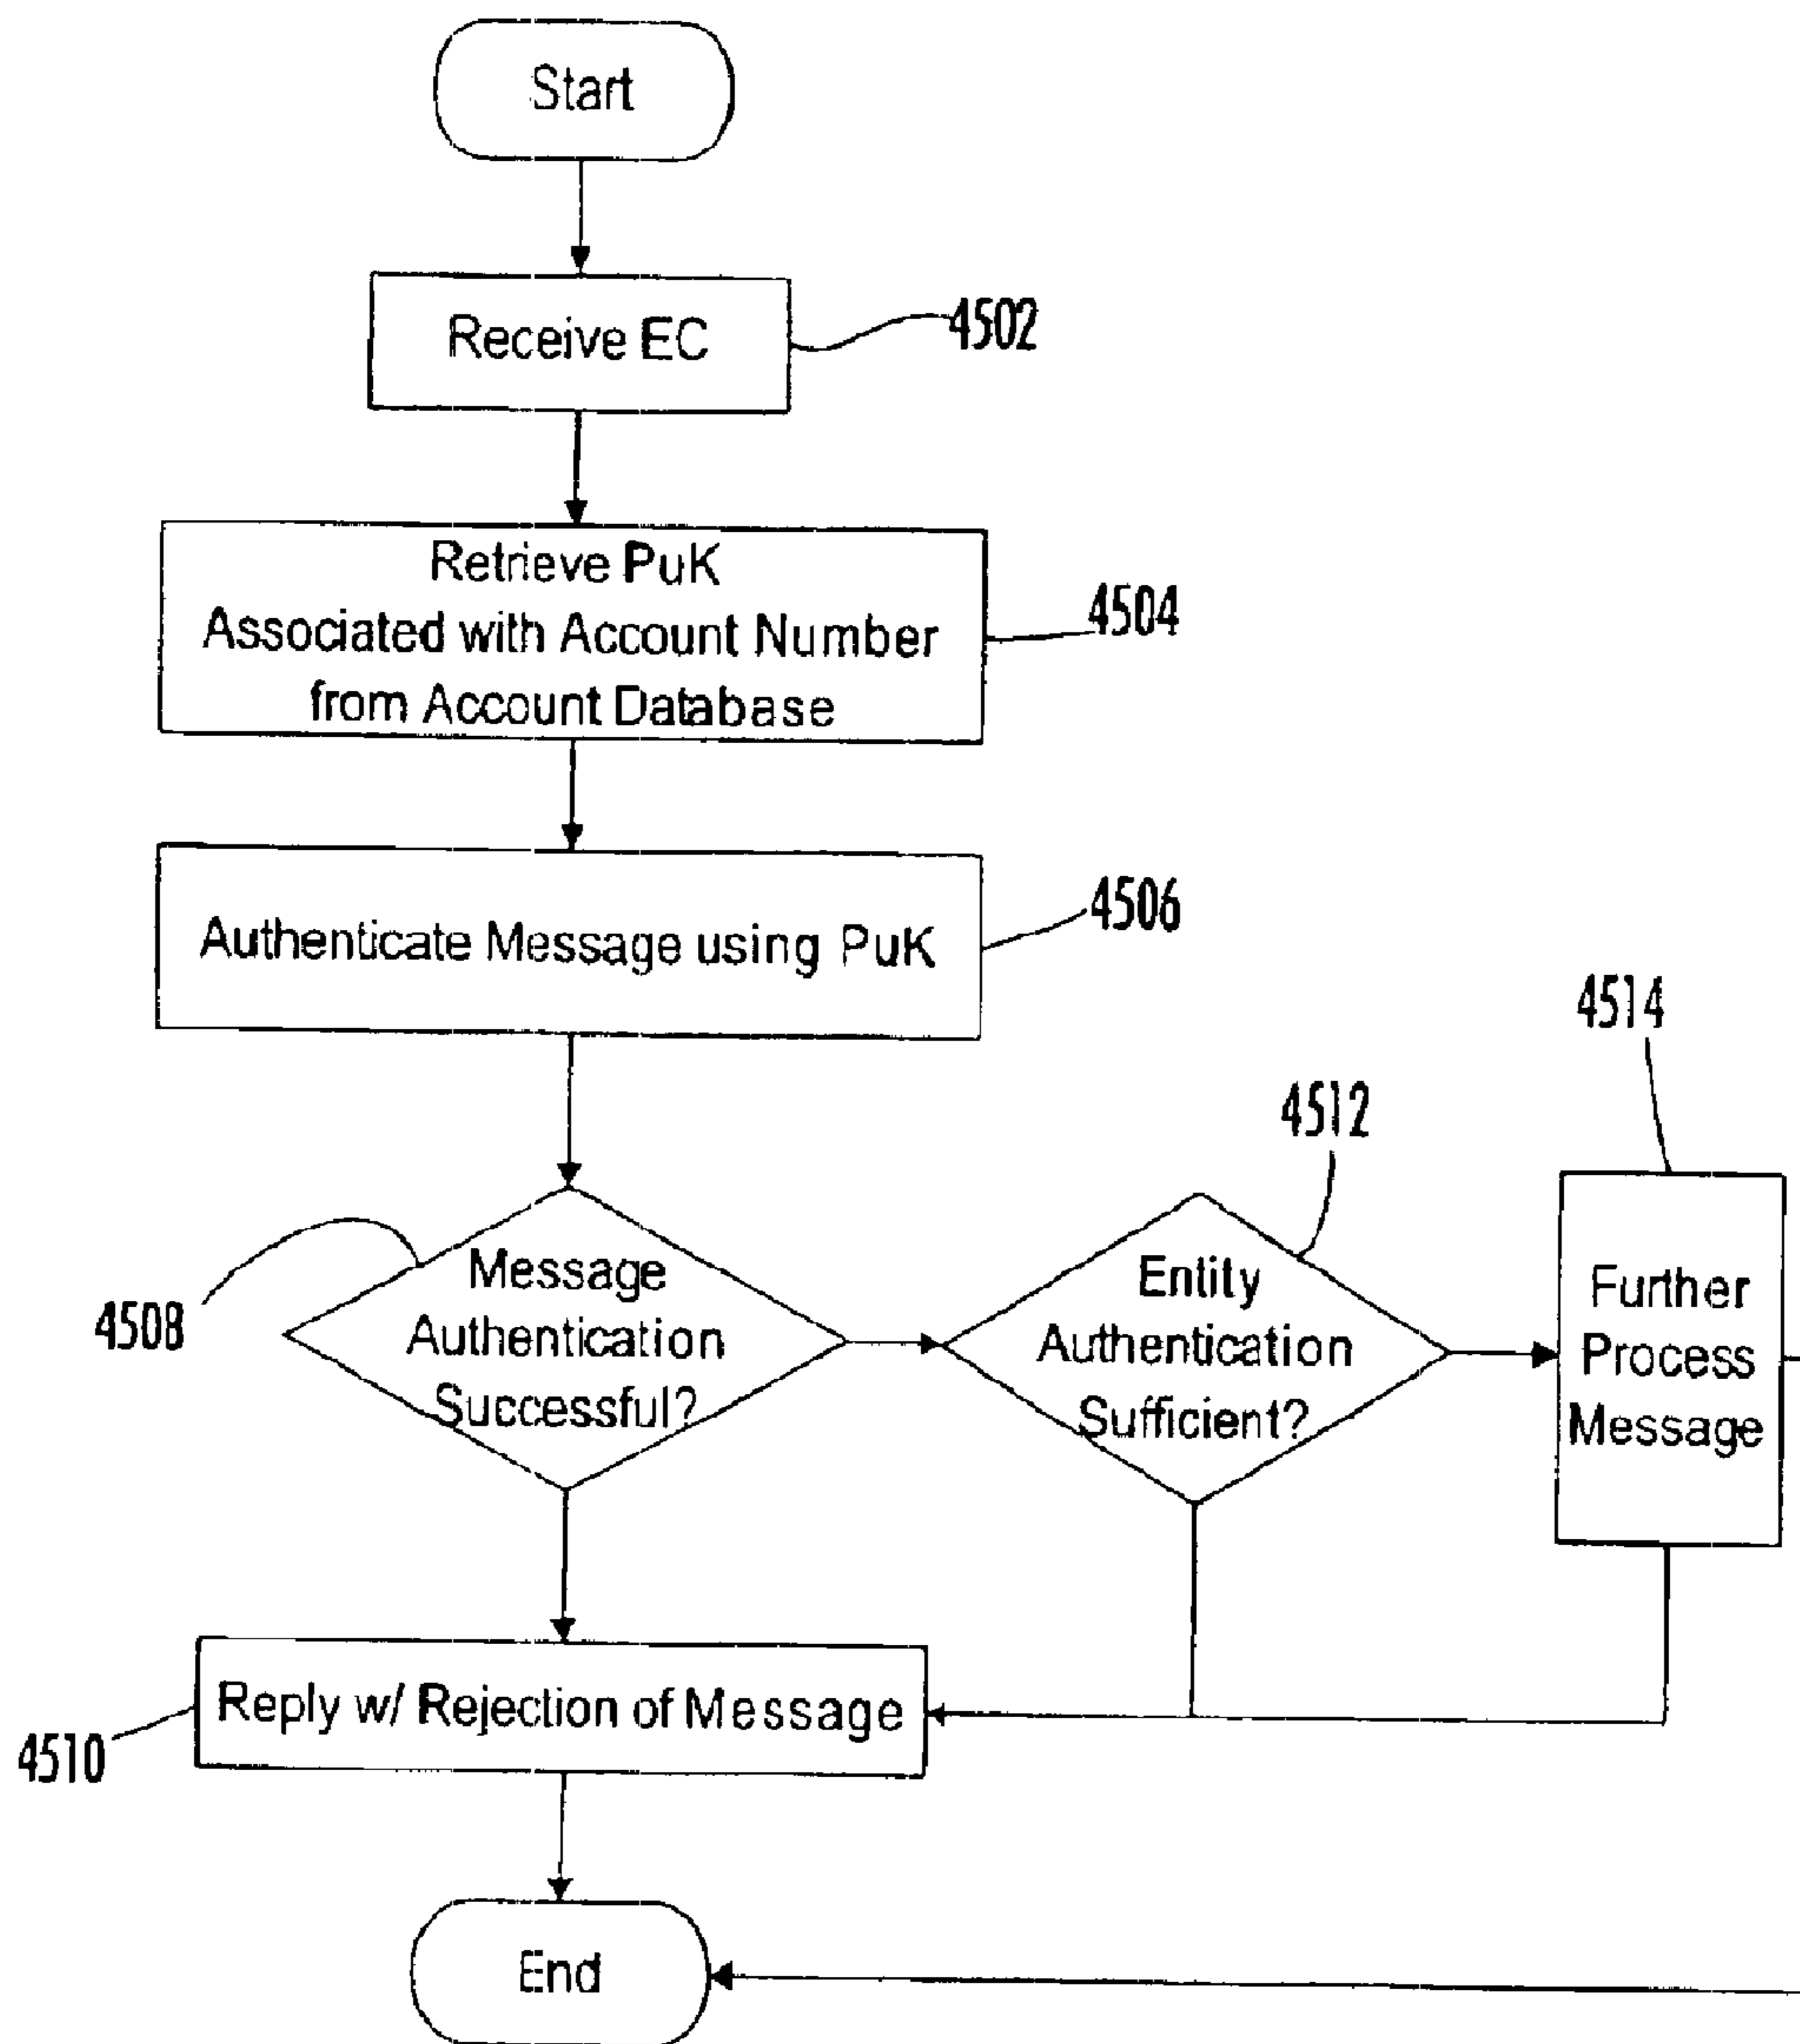 Start
Receive EC
4502
Retrieve PuK
Associated with Account Number
from Account Database
4504
Authenticate Message using PuK
4506
4508
Message
Authentication
Successful?
4512
Entity
Authentication
Sufficient?
4514
Further
Process
Message
4510
Reply w/ Rejection of Message
End